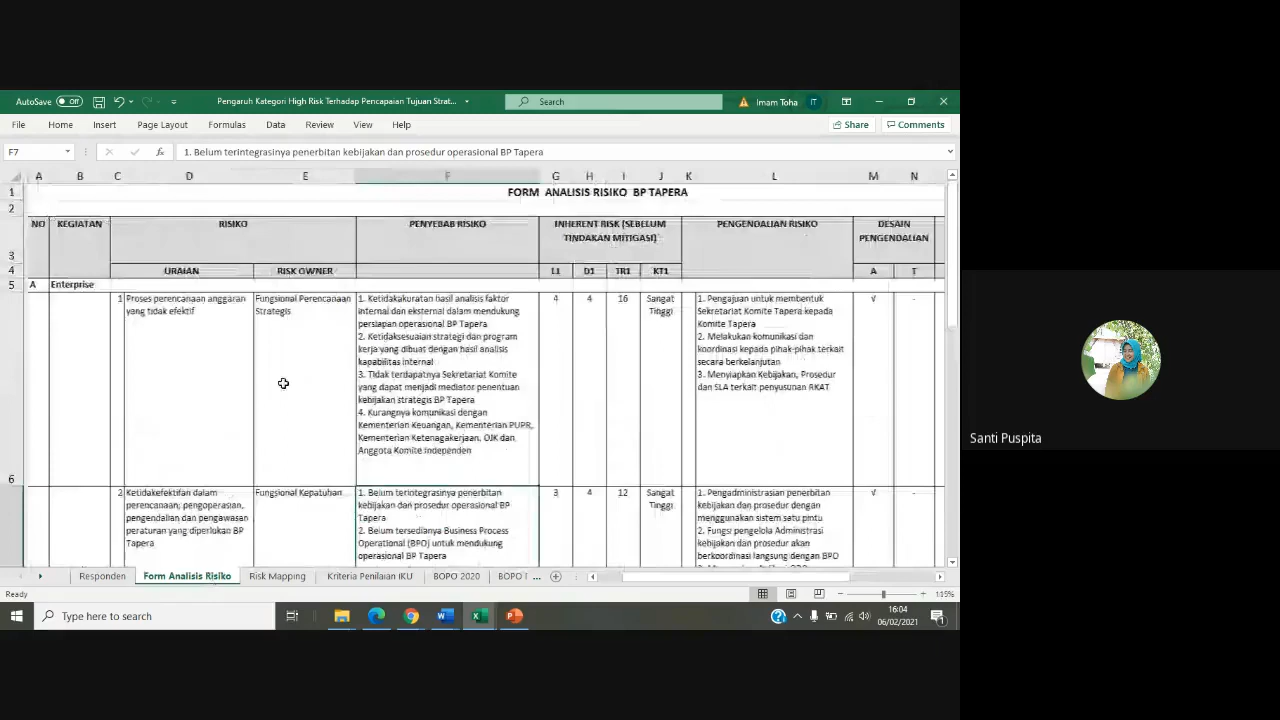 AutoSave Off
Pengaruh Kategori High Risk Terhadap Pencapaian Tujuan Strat...
Search
Imam Toha IT
File Home Insert Page Layout Formulas Data Review View Help
Share Comments
F7
fx 1. Belum terintegrasinya penerbitan kebijakan dan prosedur operasional BP Tapera
A B C D E F G H I J K L M N
1
FORM ANALISIS RISIKO BP TAPERA
2
NO KEGIATAN RISIKO PENYEBAB RISIKO INHERENT RISK (SEBELUM PENGENDALIAN RISIKO DESAIN
TINDAKAN MITIGASI) PENGENDALIAN
3
4 URAIAN RISK OWNER L1 D1 TR1 KT1 A T
5 A Enterprise
1 Proses perencanaan anggaran
yang tidak efektif
Fungsional Perencanaan
Strategis
1. Ketidakakuratan hasil analisis faktor
internal dan eksternal dalam mendukung
persiapan operasional BP Tapera
2. Ketidaksesuaian strategi dan program
kerja yang dibuat dengan hasil analisis
kapabilitas internal
3. Tidak terdapatnya Sekretariat Komite
yang dapat menjadi mediator penentuan
kebijakan strategis BP Tapera
4. Kurangnya komunikasi dengan
Kementerian Keuangan, Kementerian PUPR,
Kementerian Ketenagakerjaan, OJK dan
Anggota Komite Independen
4 4 16 Sangat
Tinggi
1. Pengajuan untuk membentuk
Sekretariat Komite Tapera kepada
Komite Tapera
2. Melakukan komunikasi dan
koordinasi kepada pihak-pihak terkait
secara berkelanjutan
3. Menyiapkan Kebijakan, Prosedur
dan SLA terkait penyusunan RKAT
√ -
6
2 Ketidakefektifan dalam
perencanaan, pengoperasian,
pengendalian dan pengawasan
peraturan yang diperlukan BP
Tapera
Fungsional Kepatuhan
1. Belum terintegrasinya penerbitan
kebijakan dan prosedur operasional BP
Tapera
2. Belum tersedianya Business Process
Operational (BPO) untuk mendukung
operasional BP Tapera
3 4 12 Sangat
Tinggi
1. Pengadministrasian penerbitan
kebijakan dan prosedur dengan
menggunakan sistem satu pintu
2. Fungsi pengelola Administrasi
kebijakan dan prosedur akan
berkoordinasi langsung dengan BPO
√ -
Responden Form Analisis Risiko Risk Mapping Kriteria Penilaian IKU BOPO 2020 BOPO ...
Ready
115%
Type here to search
16:04
06/02/2021
1
Santi Puspita